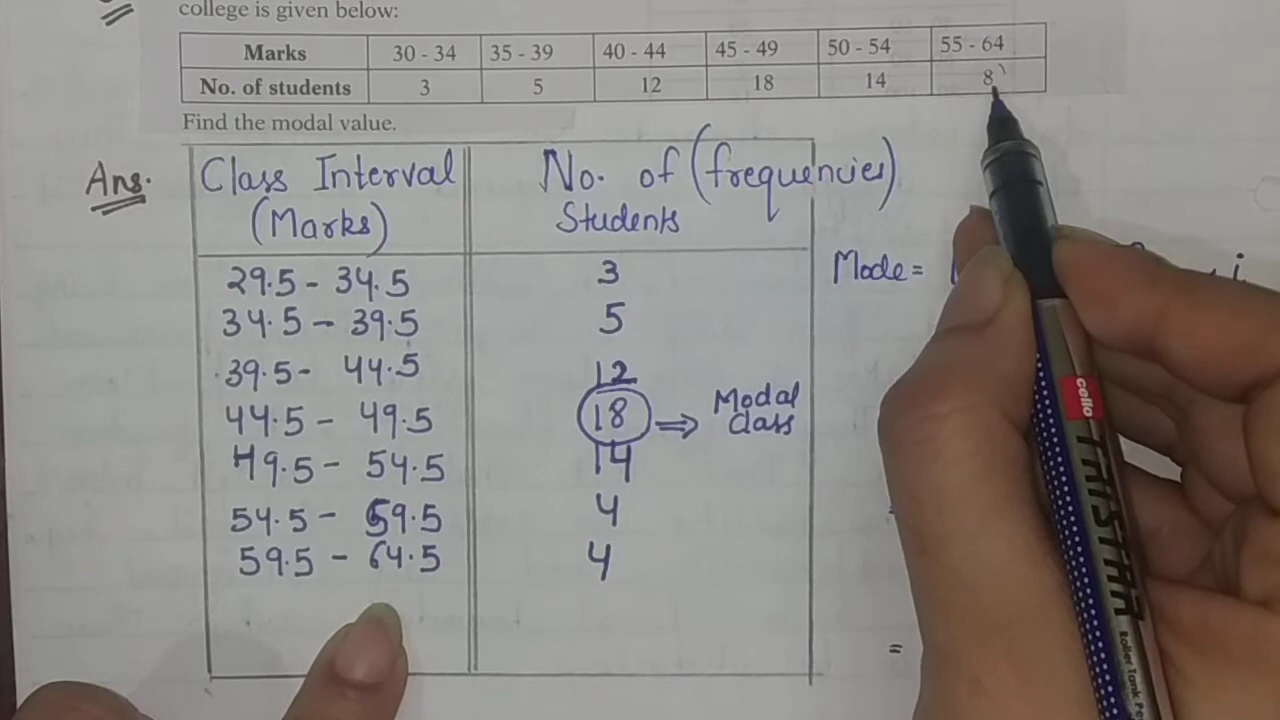 college is given below:
Marks 30 - 34 35 - 39 40 - 44 45 - 49 50 - 54 55 - 64
No. of students 3 5 12 18 14 8
Find the modal value.
Ans. Class Interval No. of (frequencies)
(Marks) Students
29.5 - 34.5 3
34.5 - 39.5 5
39.5 - 44.5 12
44.5 - 49.5 18 ⇒ Modal Class
49.5 - 54.5 14
54.5 - 59.5 4
59.5 - 64.5 4
Mode =
=
cello
TRISTAR
Roller Tank Pe